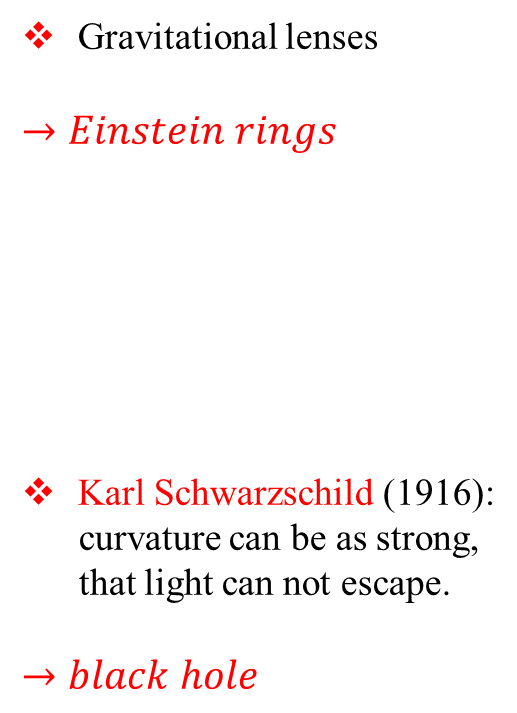 ❖ Gravitational lenses
→ Einstein rings
❖ Karl Schwarzschild (1916):
curvature can be as strong,
that light can not escape.
→ black hole